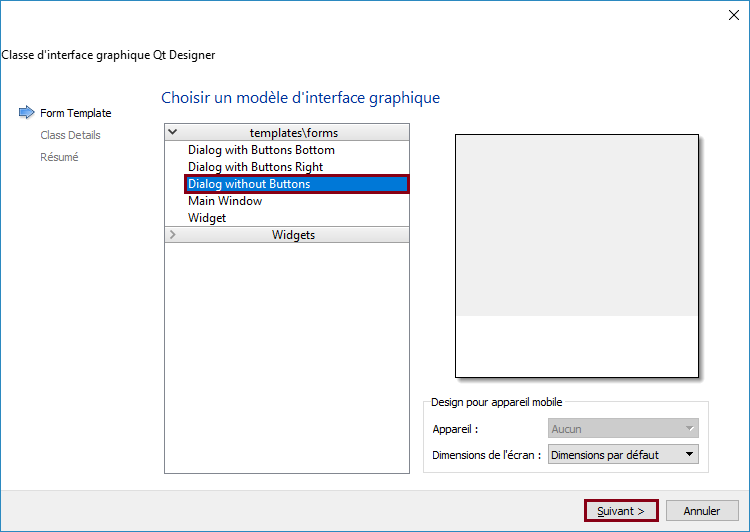 Classe d'interface graphique Qt Designer
Choisir un modèle d'interface graphique
Form Template
Class Details
Résumé
templates\forms
Dialog with Buttons Bottom
Dialog with Buttons Right
Dialog without Buttons
Main Window
Widget
Widgets
Design pour appareil mobile
Appareil : Aucun
Dimensions de l'écran : Dimensions par défaut
Suivant > Annuler